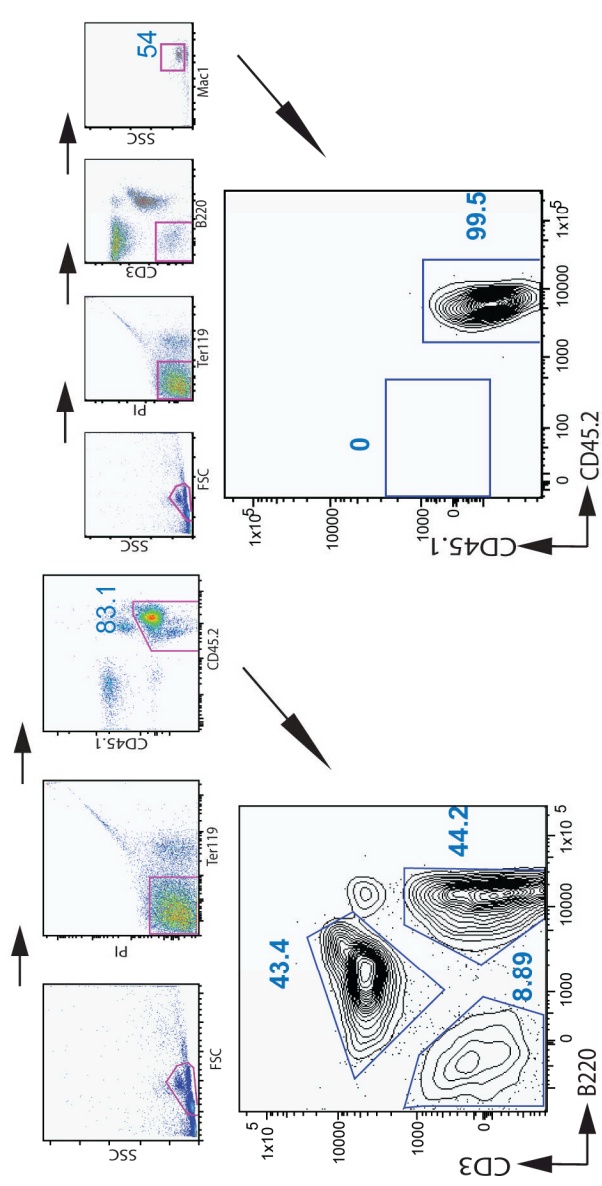 SSC
FSC
PI
Ter119
83.1
CD45.1
CD45.2
SSC
FSC
PI
Ter119
CD3
B220
54
SSC
Mac1
43.4
44.2
8.89
1x10 5
10000
10000
0
CD3
0
1000
10000
1x10 5
B220
0
99.5
1x10^5
10000
1000
0
CD45.1
0
100
1000
10000
1x10^5
CD45.2